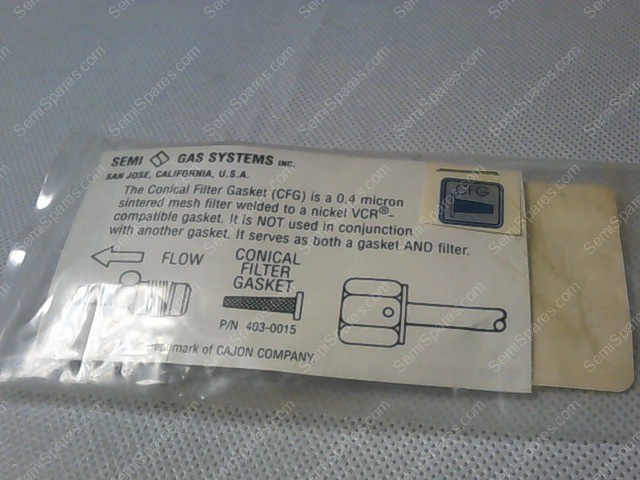 SEMI GAS SYSTEMS INC.
SAN JOSE, CALIFORNIA, U.S.A.
The Conical Filter Gasket (CFG) is a 0.4 micron
sintered mesh filter welded to a nickel VCR®-
compatible gasket. It is NOT used in conjunction
with another gasket. It serves as both a gasket AND filter.
CFG
FLOW
CONICAL
FILTER
GASKET
P/N 403-0015
trademark of CAJON COMPANY
SemiSpares.com